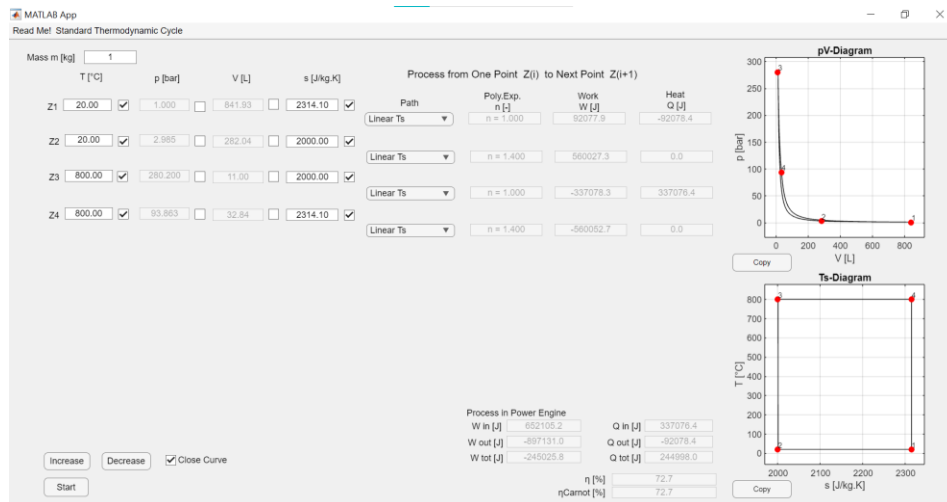 MATLAB App
Read Me! Standard Thermodynamic Cycle
Mass m [kg] 1
T [°C] p [bar] V [L] s [J/kg.K]
Process from One Point Z(i) to Next Point Z(i+1)
Path Poly.Exp. n [-] Work W [J] Heat Q [J]
Z1 20.00 1.000 841.93 2314.10
Linear Ts n = 1.000 92077.9 -92078.4
Z2 20.00 2.985 282.04 2000.00
Linear Ts n = 1.400 560027.3 0.0
Z3 800.00 280.200 11.00 2000.00
Linear Ts n = 1.000 -337078.3 337076.4
Z4 800.00 93.863 32.84 2314.10
Linear Ts n = 1.400 -560052.7 0.0
Increase Decrease Close Curve
Start
Process in Power Engine
W in [J] 652105.2 Q in [J] 337076.4
W out [J] -897131.0 Q out [J] -92078.4
W tot [J] -245025.8 Q tot [J] 244998.0
η [%] 72.7
ηCarnot [%] 72.7
pV-Diagram
p [bar]
300
250
200
150
100
50
0
3
4
2
1
0 200 400 600 800
V [L]
Copy
Ts-Diagram
T [°C]
800
700
600
500
400
300
200
100
0
3
4
2
1
2000 2100 2200 2300
s [J/kg.K]
Copy